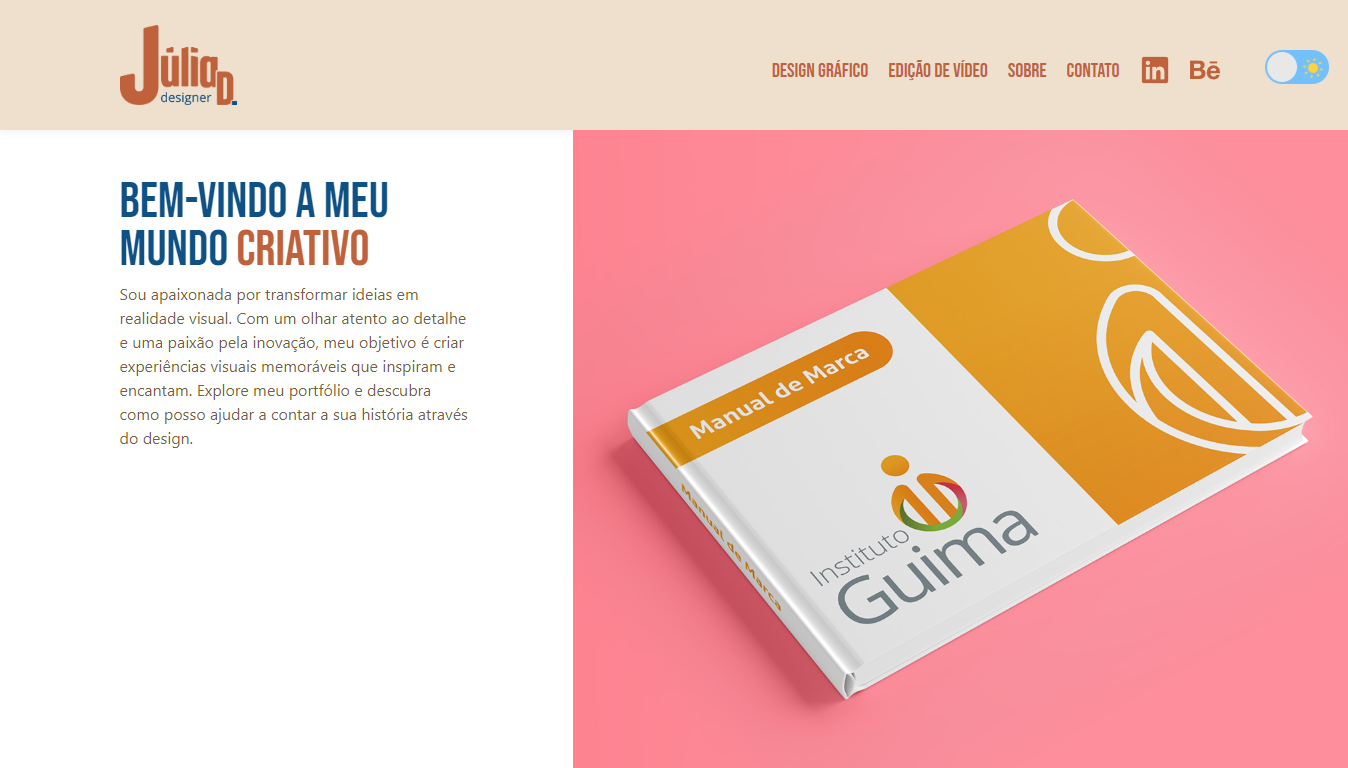 Júlia D.
designer
DESIGN GRÁFICO EDIÇÃO DE VÍDEO SOBRE CONTATO in Bē
BEM-VINDO A MEU
MUNDO CRIATIVO
Sou apaixonada por transformar ideias em
realidade visual. Com um olhar atento ao detalhe
e uma paixão pela inovação, meu objetivo é criar
experiências visuais memoráveis que inspiram e
encantam. Explore meu portfólio e descubra
como posso ajudar a contar a sua história através
do design.
Manual de Marca
Manual de Marca
Instituto
Guima